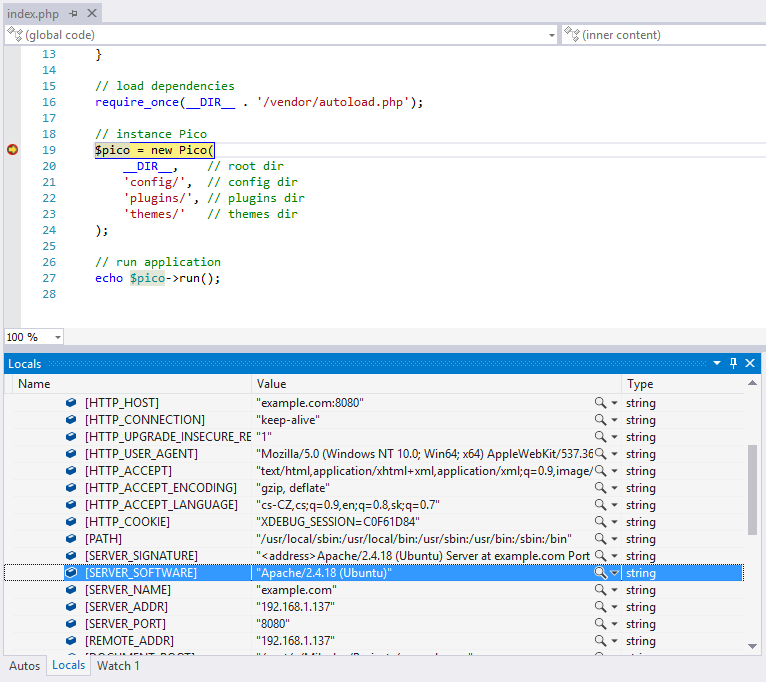 index.php
(global code) (inner content)
13 }
14
15 // load dependencies
16 require_once(__DIR__ . '/vendor/autoload.php');
17
18 // instance Pico
19 $pico = new Pico(
20 __DIR__, // root dir
21 'config/', // config dir
22 'plugins/', // plugins dir
23 'themes/' // themes dir
24 );
25
26 // run application
27 echo $pico->run();
28
100 %
Locals
Name Value Type
[HTTP_HOST] "example.com:8080" string
[HTTP_CONNECTION] "keep-alive" string
[HTTP_UPGRADE_INSECURE_RE "1" string
[HTTP_USER_AGENT] "Mozilla/5.0 (Windows NT 10.0; Win64; x64) AppleWebKit/537.36 string
[HTTP_ACCEPT] "text/html,application/xhtml+xml,application/xml;q=0.9,image/ string
[HTTP_ACCEPT_ENCODING] "gzip, deflate" string
[HTTP_ACCEPT_LANGUAGE] "cs-CZ,cs;q=0.9,en;q=0.8,sk;q=0.7" string
[HTTP_COOKIE] "XDEBUG_SESSION=C0F61D84" string
[PATH] "/usr/local/sbin:/usr/local/bin:/usr/sbin:/usr/bin:/sbin:/bin" string
[SERVER_SIGNATURE] "<address>Apache/2.4.18 (Ubuntu) Server at example.com Port string
[SERVER_SOFTWARE] "Apache/2.4.18 (Ubuntu)" string
[SERVER_NAME] "example.com" string
[SERVER_ADDR] "192.168.1.137" string
[SERVER_PORT] "8080" string
[REMOTE_ADDR] "192.168.1.137" string
Autos Locals Watch 1